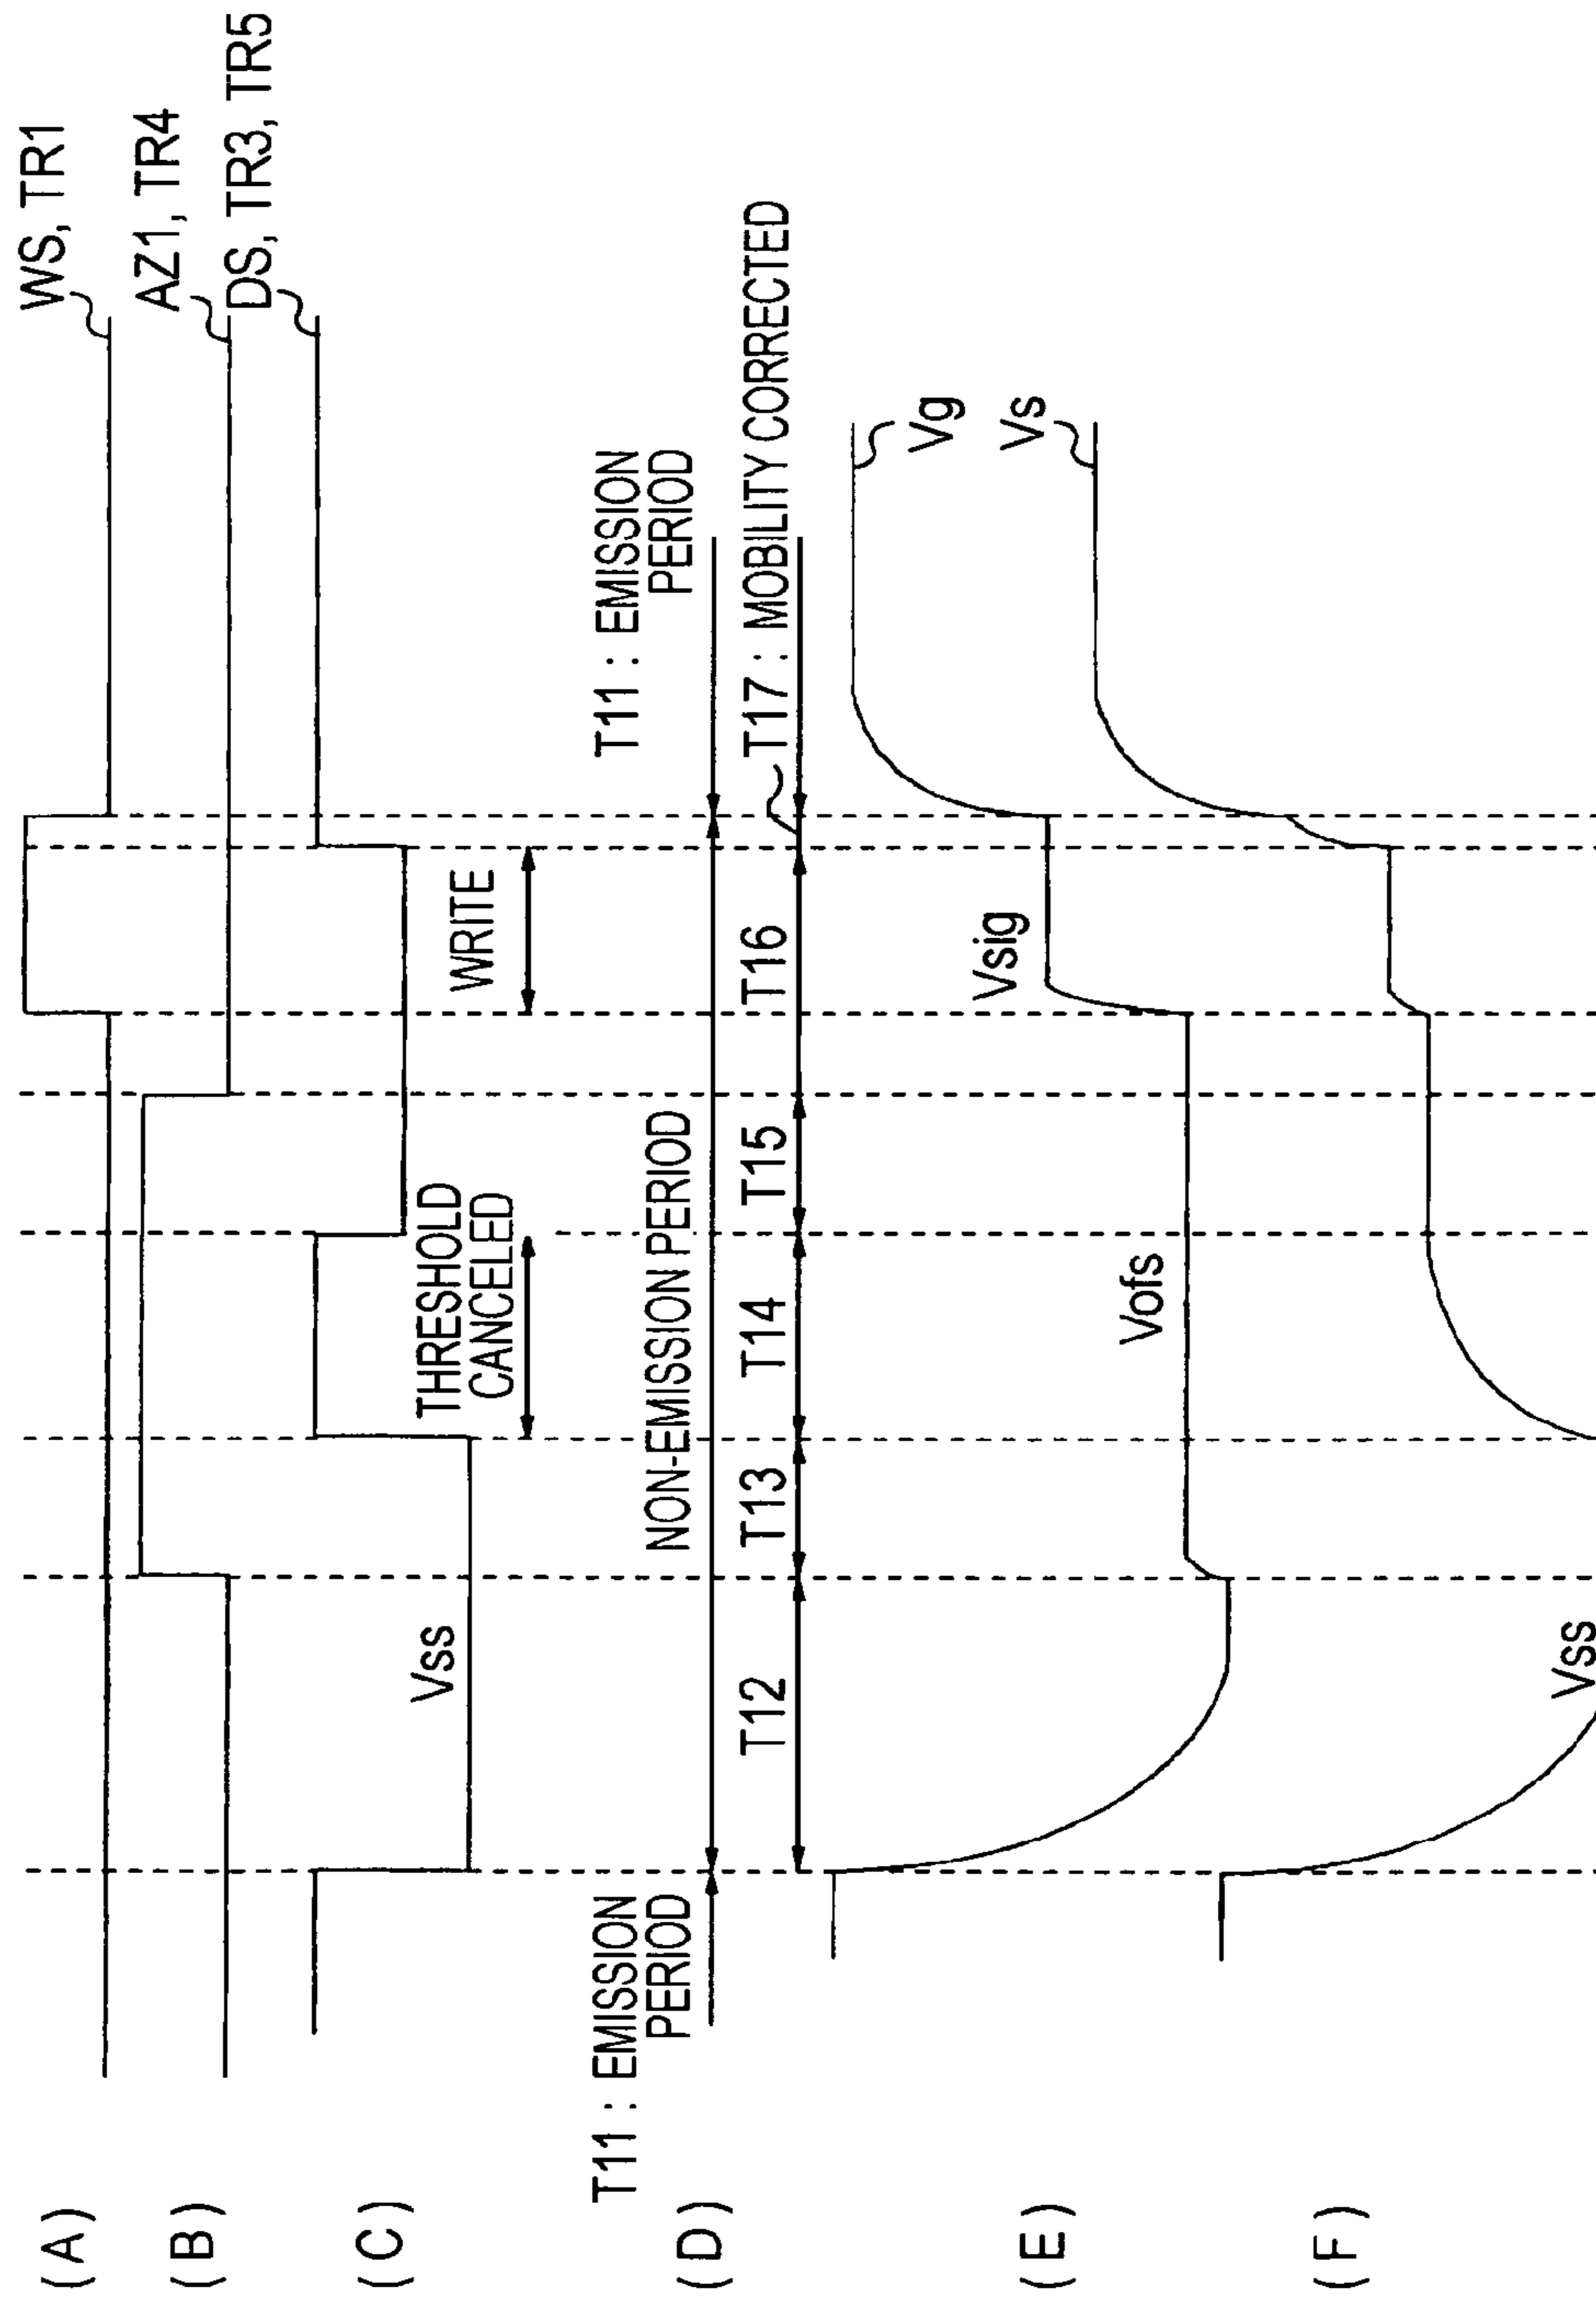 (A)
WS, TR1
(B)
AZ1, TR4
(C)
DS, TR3, TR5
Vss
THRESHOLD
CANCELED
WRITE
(D)
T11 : EMISSION
PERIOD
NON-EMISSION PERIOD
T11 : EMISSION
PERIOD
T12
T13
T14
T15
T16
T17 : MOBILITY CORRECTED
(E)
Vofs
Vsig
Vg
(F)
Vss
Vs